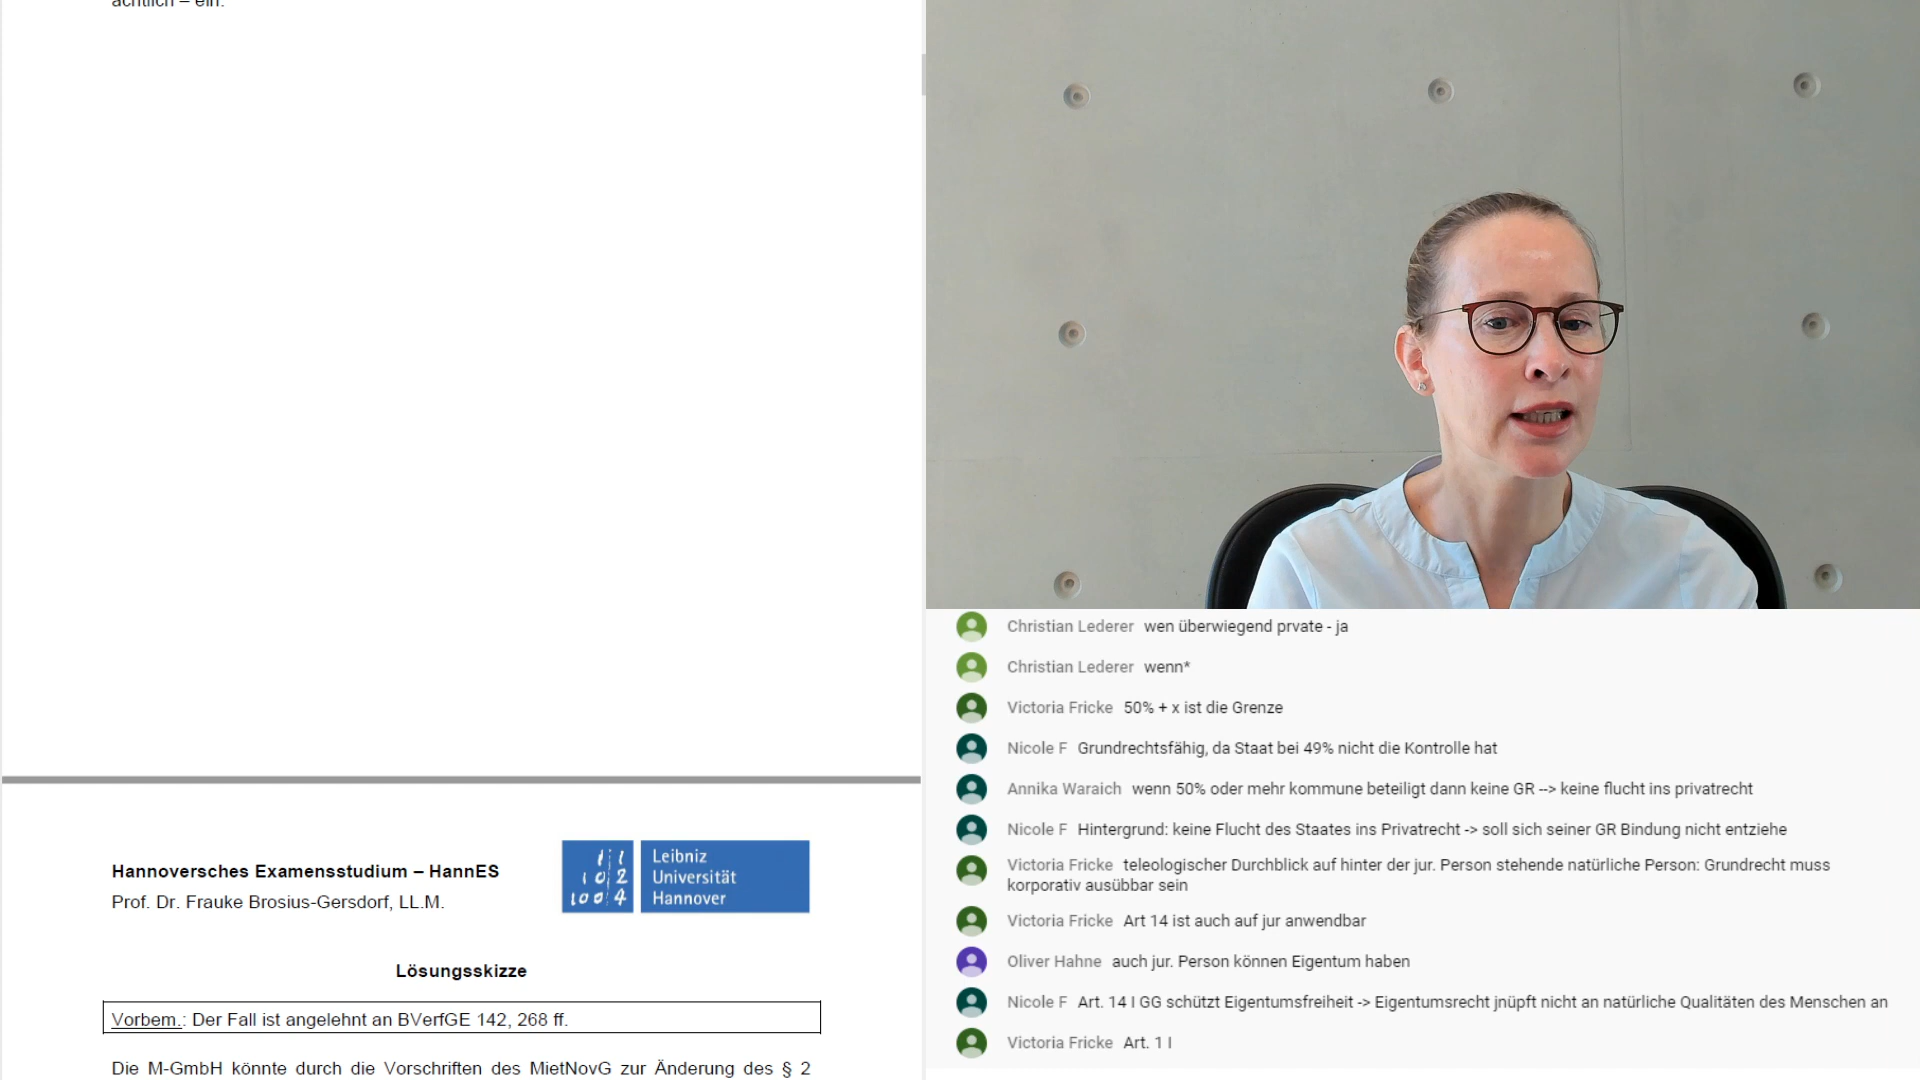 ächtlich – ein.
Hannoversches Examensstudium – HannES
Prof. Dr. Frauke Brosius-Gersdorf, LL.M.
Leibniz
Universität
Hannover
Lösungsskizze
Vorbem.: Der Fall ist angelehnt an BVerfGE 142, 268 ff.
Die M-GmbH könnte durch die Vorschriften des MietNovG zur Änderung des § 2
Christian Lederer wen überwiegend prvate - ja
Christian Lederer wenn*
Victoria Fricke 50% + x ist die Grenze
Nicole F Grundrechtsfähig, da Staat bei 49% nicht die Kontrolle hat
Annika Waraich wenn 50% oder mehr kommune beteiligt dann keine GR --> keine flucht ins privatrecht
Nicole F Hintergrund: keine Flucht des Staates ins Privatrecht -> soll sich seiner GR Bindung nicht entziehe
Victoria Fricke teleologischer Durchblick auf hinter der jur. Person stehende natürliche Person: Grundrecht muss
korporativ ausübbar sein
Victoria Fricke Art 14 ist auch auf jur anwendbar
Oliver Hahne auch jur. Person können Eigentum haben
Nicole F Art. 14 I GG schützt Eigentumsfreiheit -> Eigentumsrecht jnüpft nicht an natürliche Qualitäten des Menschen an
Victoria Fricke Art. 1 I